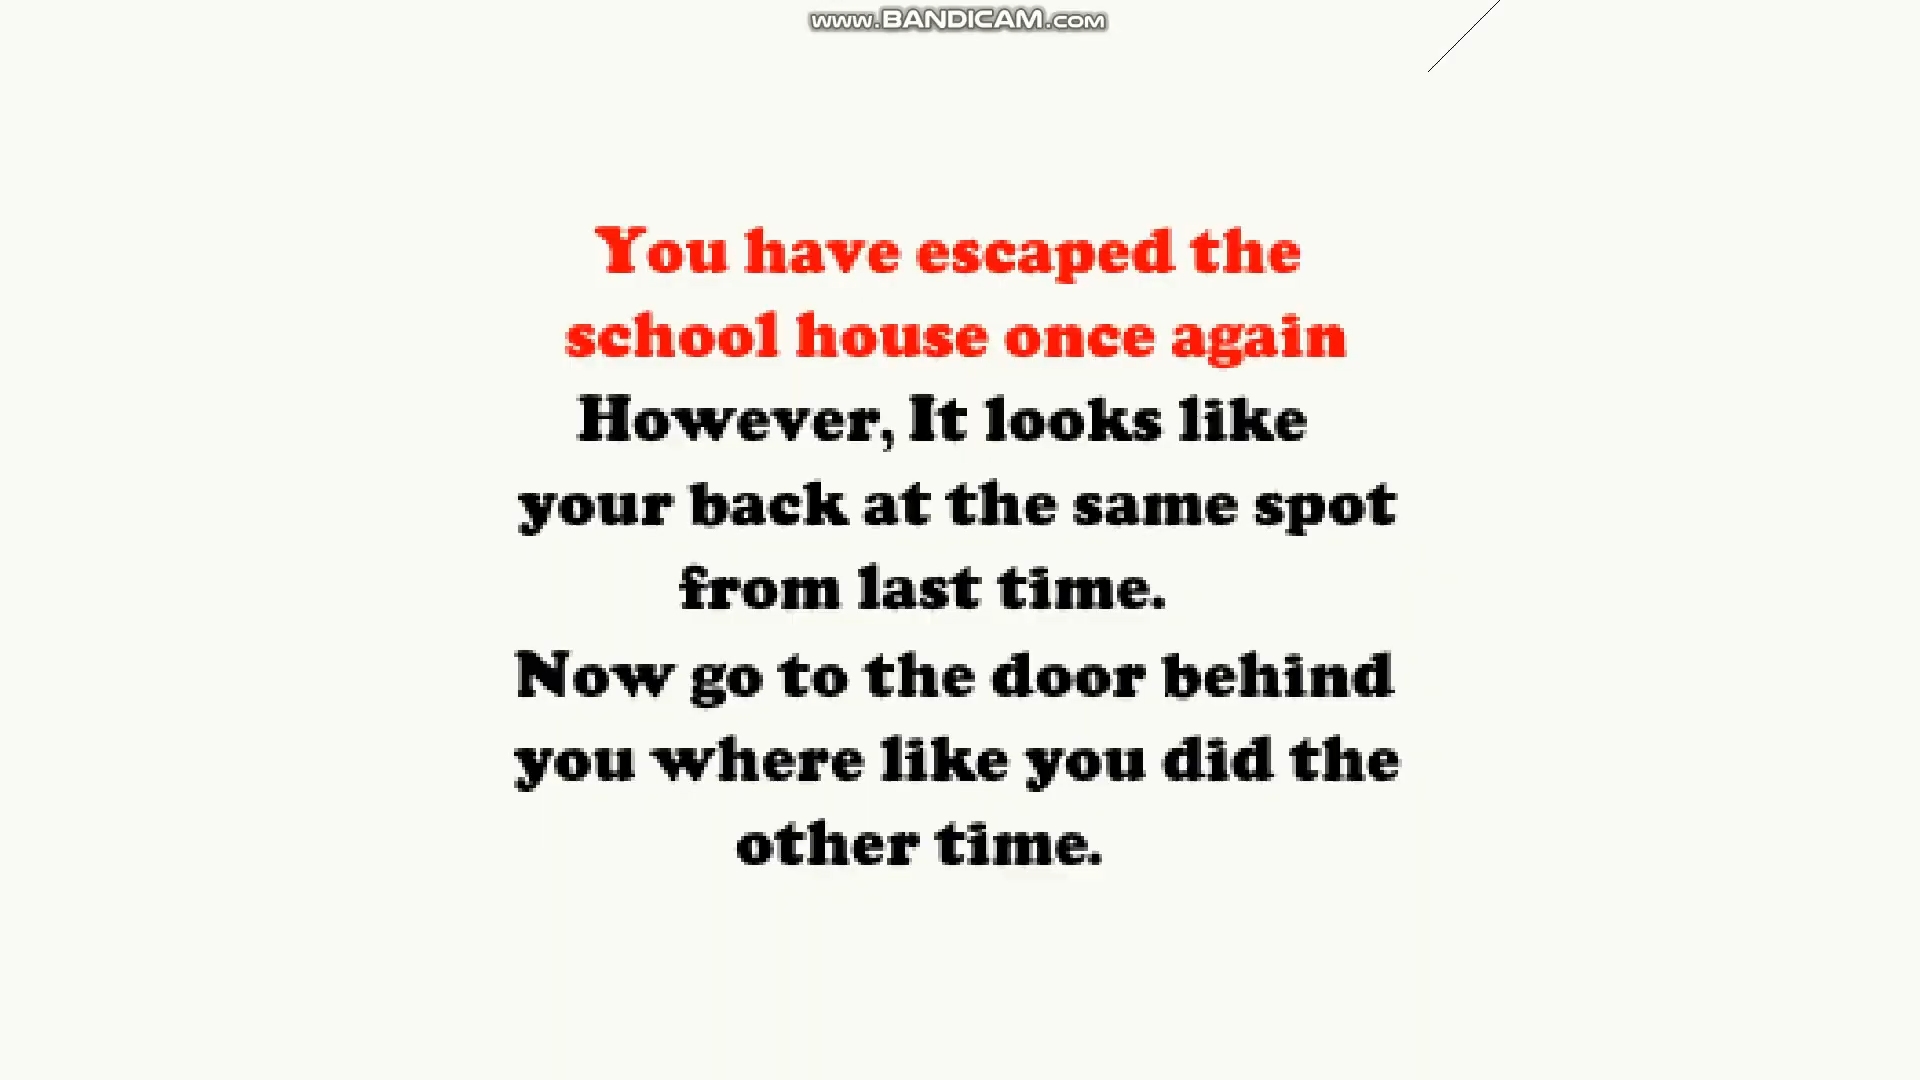 www.BANDICAM.com
You have escaped the
school house once again
However, It looks like
your back at the same spot
from last time.
Now go to the door behind
you where like you did the
other time.